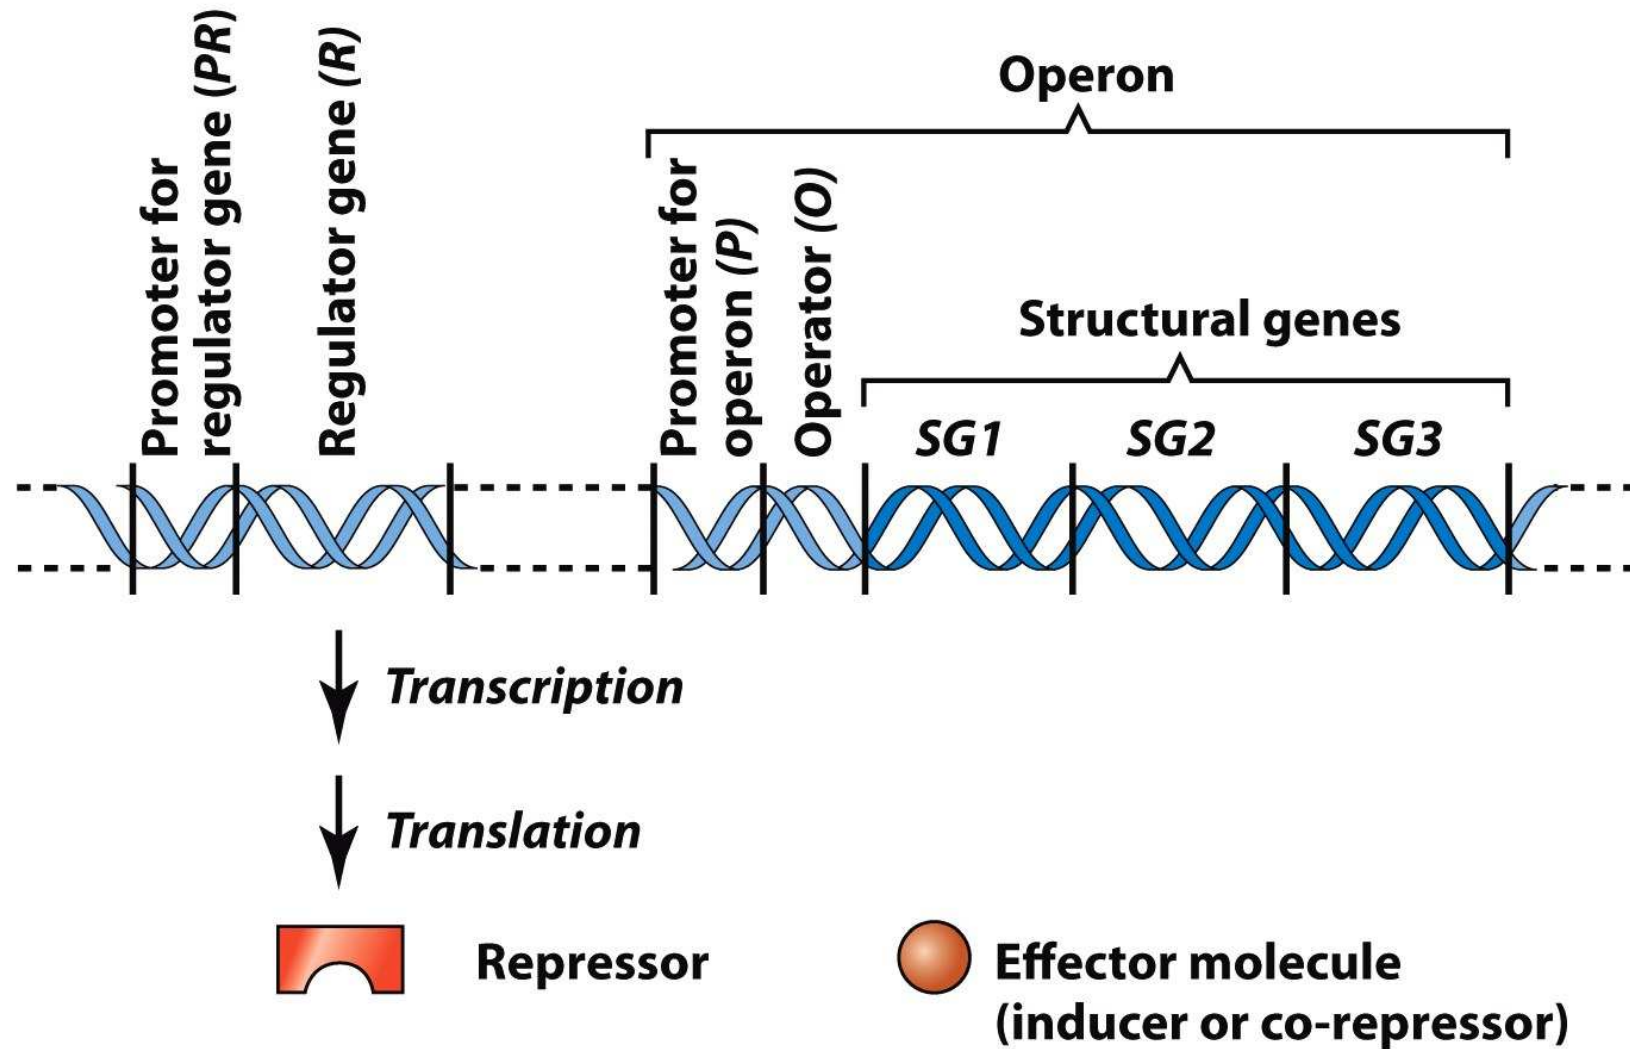 Promoter for
regulator gene (PR)
Regulator gene (R)
Operon
Promoter for
operon (P)
Operator (O)
Structural genes
SG1
SG2
SG3
Transcription
Translation
Repressor
Effector molecule
(inducer or co-repressor)